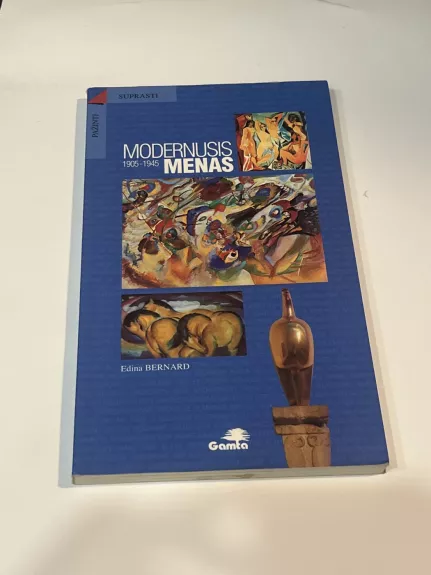 SUPRASTI
PAŽINTI
MODERNUSIS
1905-1945 MENAS
Edina BERNARD
Gamta